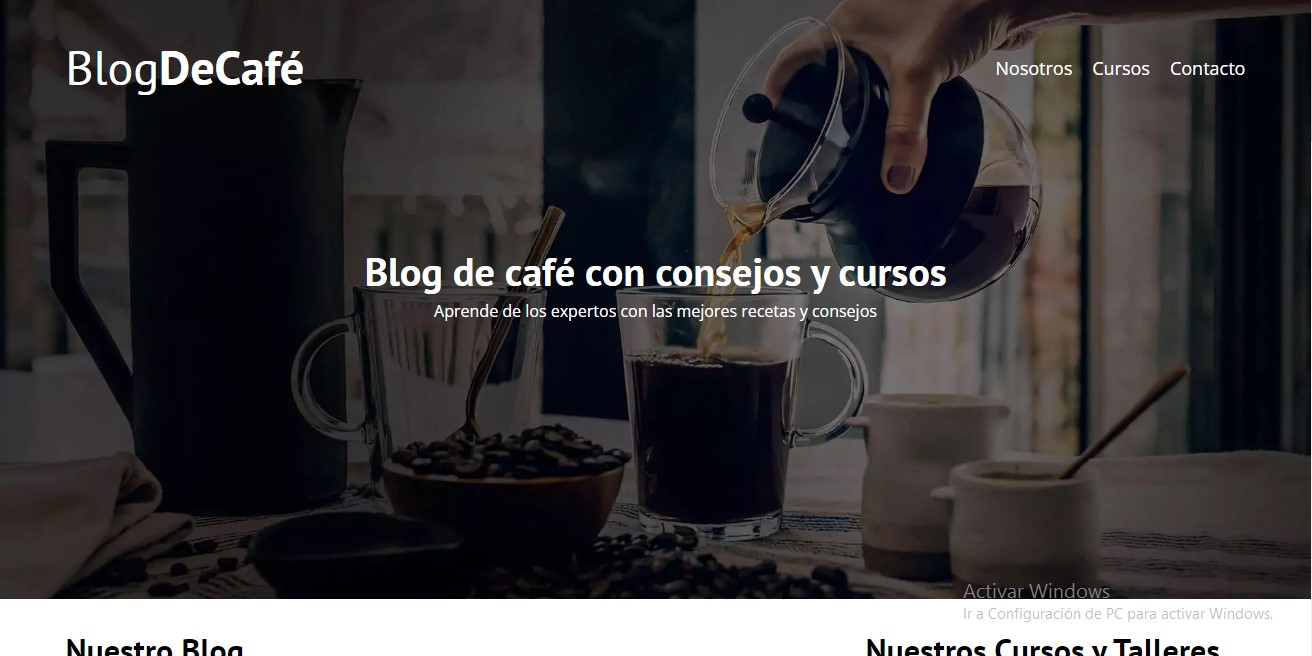 BlogDeCafé
Nosotros Cursos Contacto
Blog de café con consejos y cursos
Aprende de los expertos con las mejores recetas y consejos
Activar Windows
Ir a Configuración de PC para activar Windows.
Nuestro Blog
Nuestros Cursos y Talleres